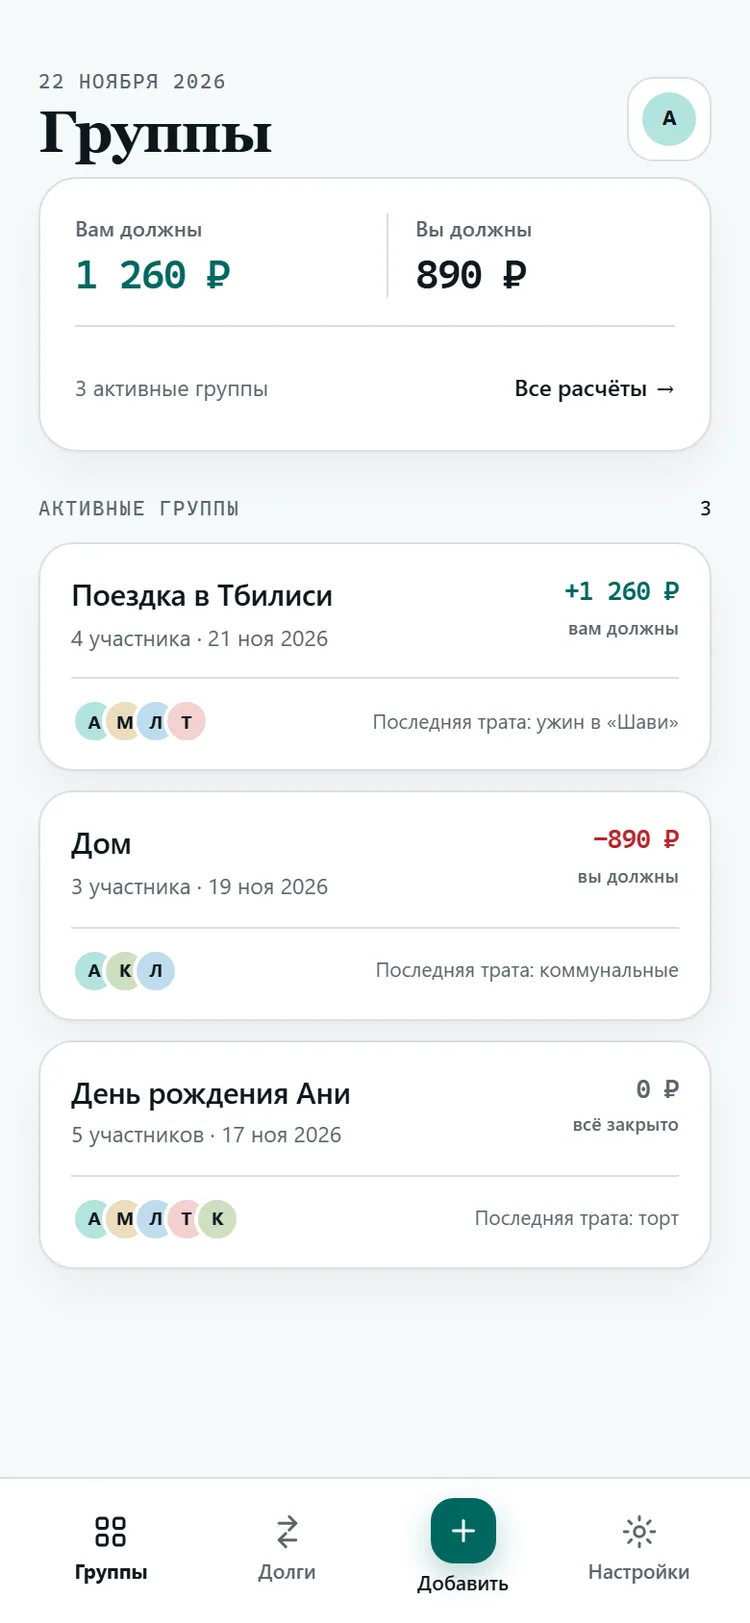 22 НОЯБРЯ 2026
Группы
А
Вам должны
1 260 ₽
Вы должны
890 ₽
3 активные группы
Все расчёты →
АКТИВНЫЕ ГРУППЫ
3
Поездка в Тбилиси
+1 260 ₽
4 участника · 21 ноя 2026
вам должны
А М Л Т
Последняя трата: ужин в «Шави»
Дом
−890 ₽
3 участника · 19 ноя 2026
вы должны
А К Л
Последняя трата: коммунальные
День рождения Ани
0 ₽
5 участников · 17 ноя 2026
всё закрыто
А М Л Т К
Последняя трата: торт
Группы
Долги
Добавить
Настройки